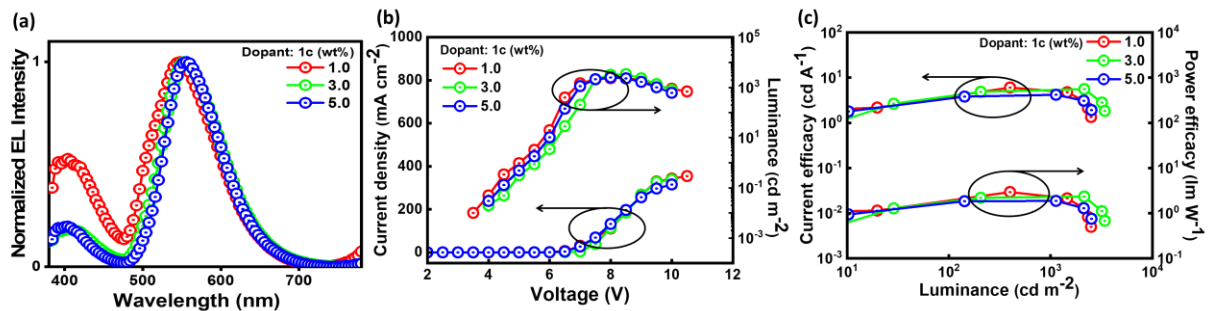 (a)
Normalized EL Intensity
1
0
Dopant: 1c (wt%)
1.0
3.0
5.0
400 500 600 700
Wavelength (nm)
(b)
Current density (mA cm-2)
1000
800
600
400
200
0
Dopant: 1c (wt%)
1.0
3.0
5.0
10^5
10^3
10^1
10^-1
10^-3
Luminance (cd m-2)
2 4 6 8 10 12
Voltage (V)
(c)
Current efficacy (cd A-1)
10^2
10^1
10^0
10^-1
10^-2
10^-3
Dopant: 1c (wt%)
1.0
3.0
5.0
10^4
10^3
10^2
10^1
10^0
10^-1
Power efficacy (lm W-1)
10^1 10^2 10^3 10^4
Luminance (cd m-2)